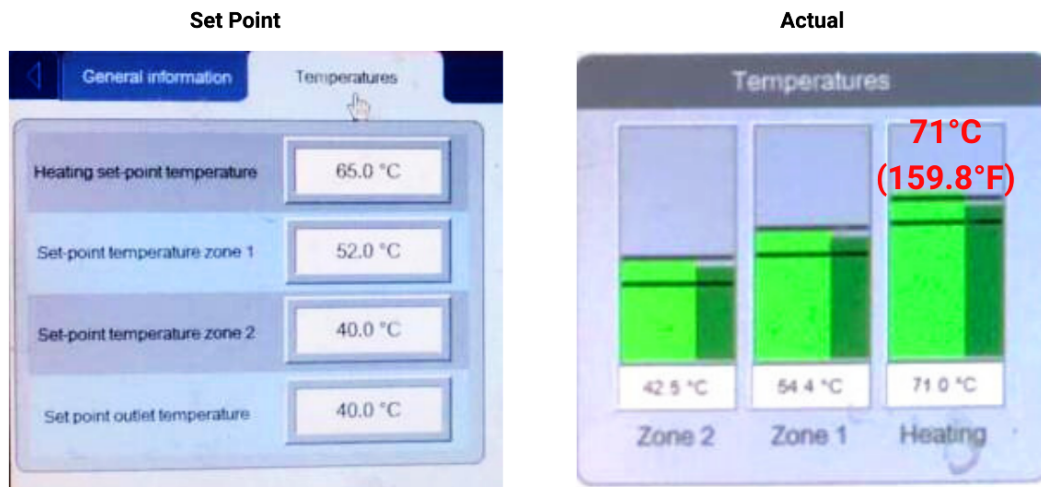 Set Point
General information
Temperatures
Heating set-point temperature
65.0 °C
Set-point temperature zone 1
52.0 °C
Set-point temperature zone 2
40.0 °C
Set point outlet temperature
40.0 °C
Actual
Temperatures
71°C
(159.8°F)
42.5 °C
54.4 °C
71.0 °C
Zone 2
Zone 1
Heating